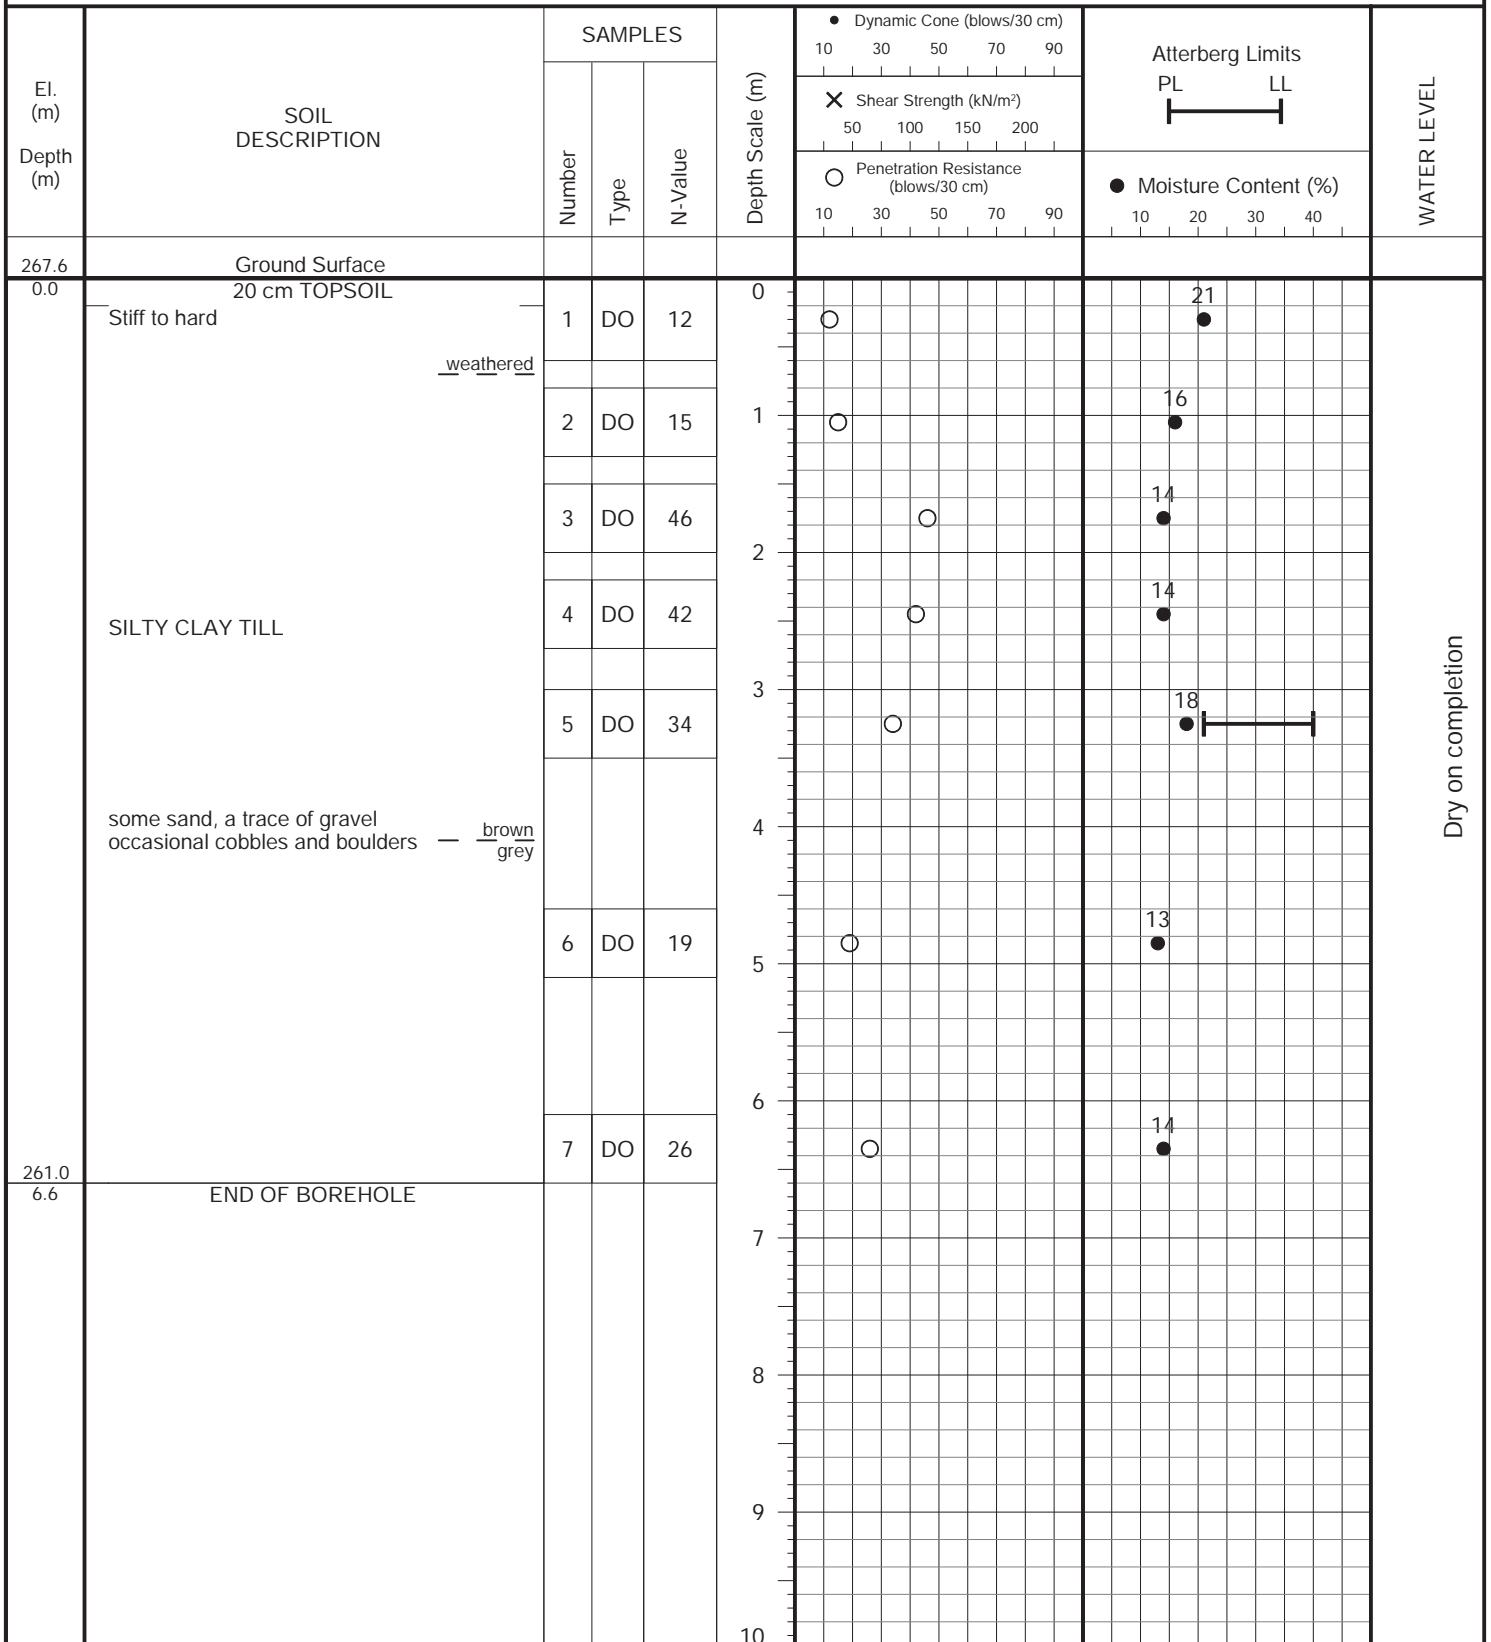 El.
(m)
Depth
(m)
SOIL
DESCRIPTION
SAMPLES
Number
Type
N-Value
Depth Scale (m)
Dynamic Cone (blows/30 cm)
10 30 50 70 90
Shear Strength (kN/m²)
50 100 150 200
Penetration Resistance
(blows/30 cm)
10 30 50 70 90
Atterberg Limits
PL LL
Moisture Content (%)
10 20 30 40
WATER LEVEL
267.6 Ground Surface
0.0 20 cm TOPSOIL 0
21
Stiff to hard 1 DO 12
weathered
16
2 DO 15 1
14
3 DO 46
2
14
4 DO 42
SILTY CLAY TILL
3
18
5 DO 34
Dry on completion
some sand, a trace of gravel
occasional cobbles and boulders
brown
grey
4
13
6 DO 19
5
6
14
7 DO 26
261.0
6.6 END OF BOREHOLE
7
8
9
10